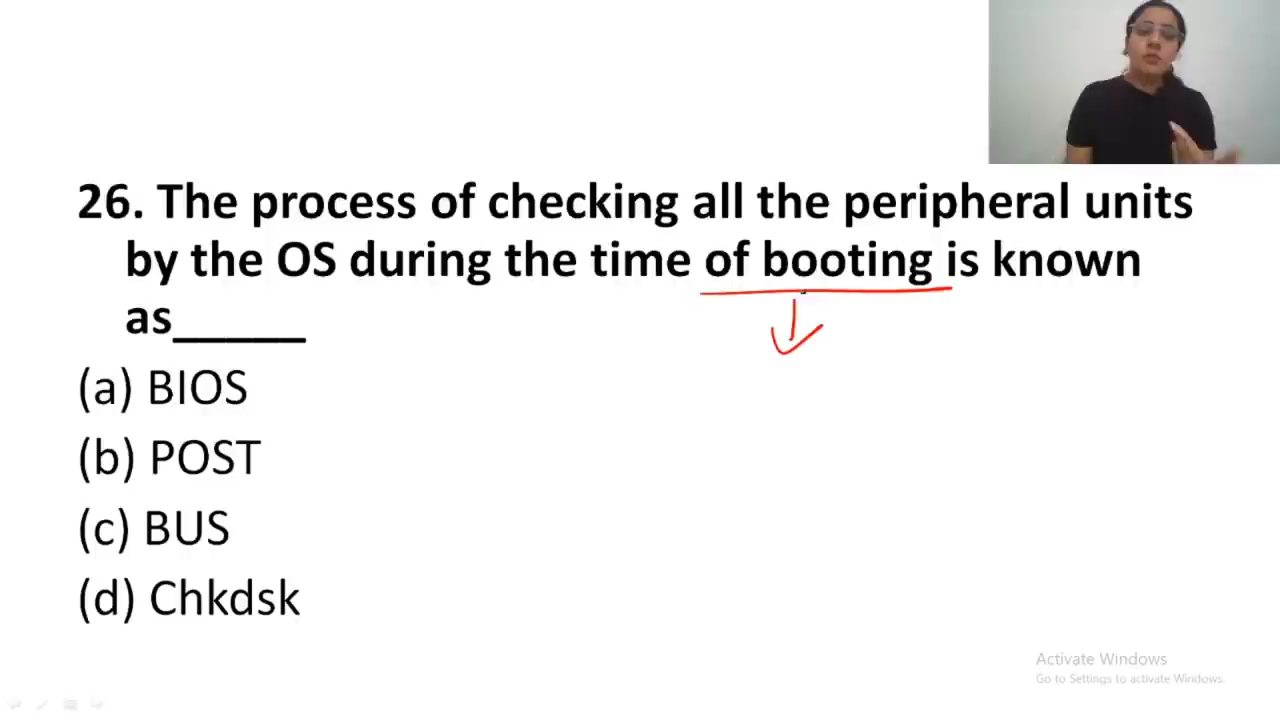 26. The process of checking all the peripheral units
by the OS during the time of booting is known
as_____
(a) BIOS
(b) POST
(c) BUS
(d) Chkdsk
Activate Windows
Go to Settings to activate Windows.